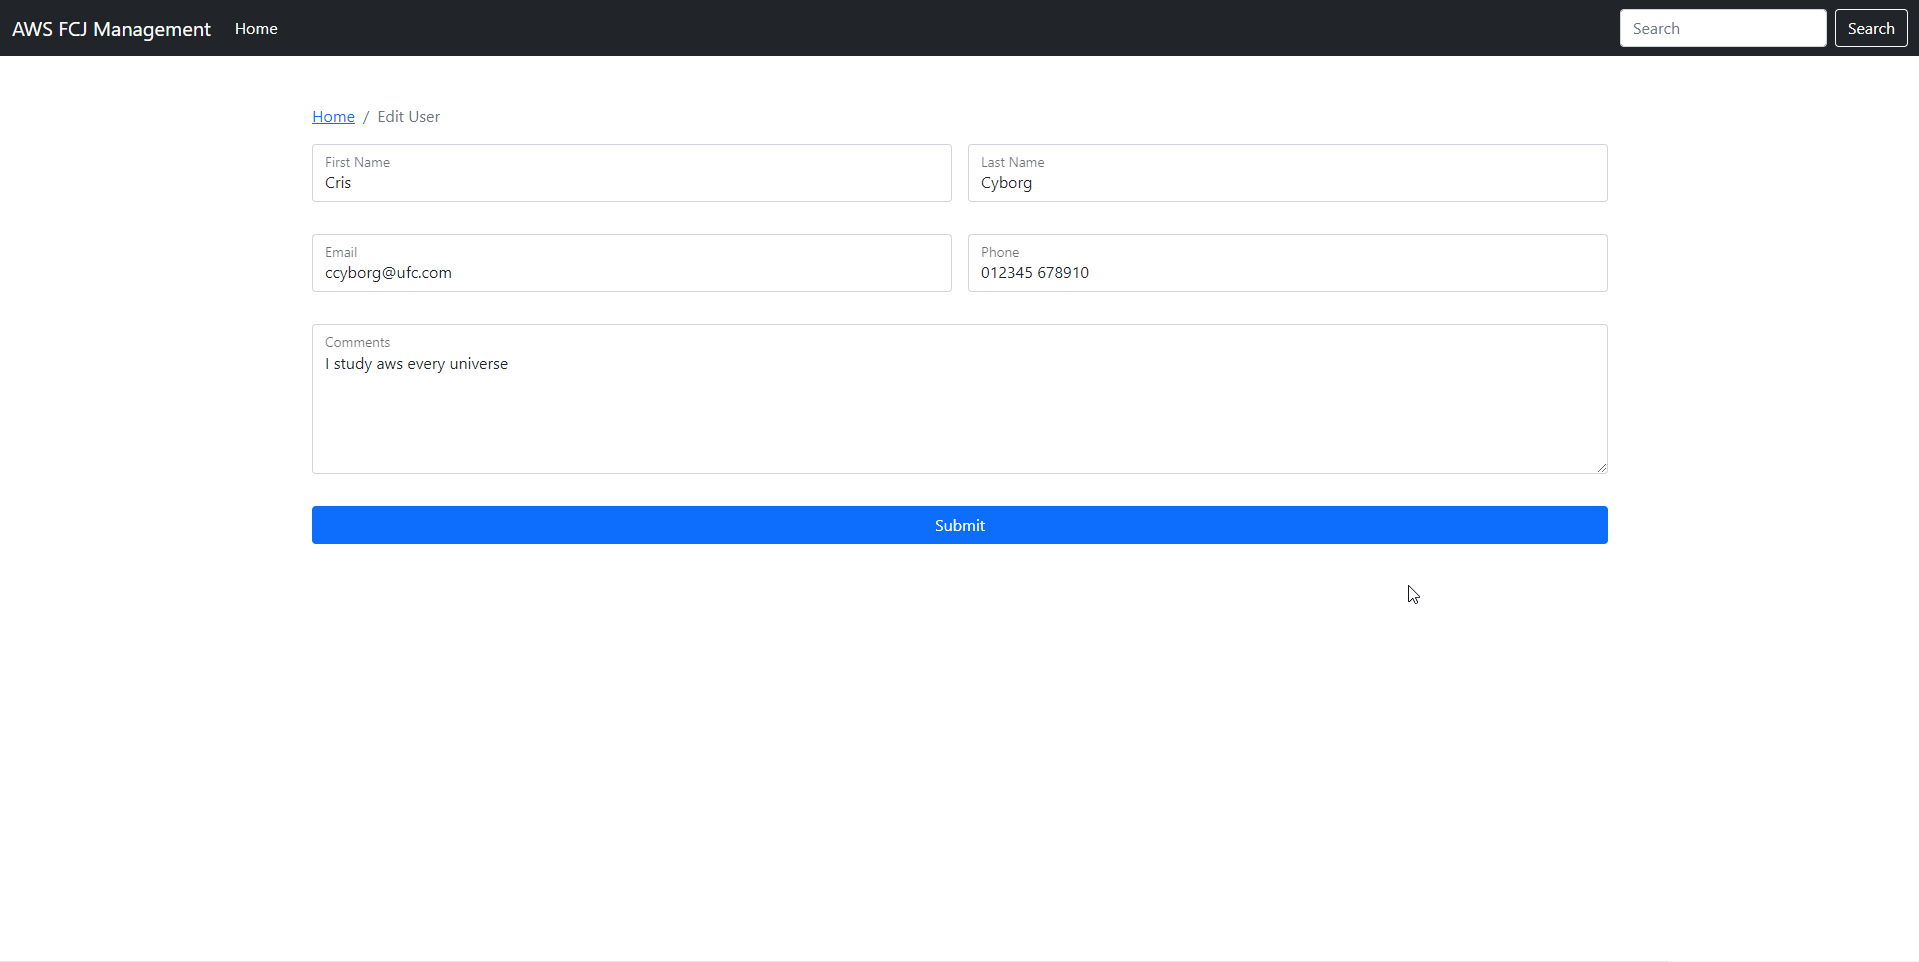 AWS FCJ Management Home Search Search
Home / Edit User
First Name Last Name
Cris Cyborg
Email Phone
ccyborg@ufc.com 012345 678910
Comments
I study aws every universe
Submit